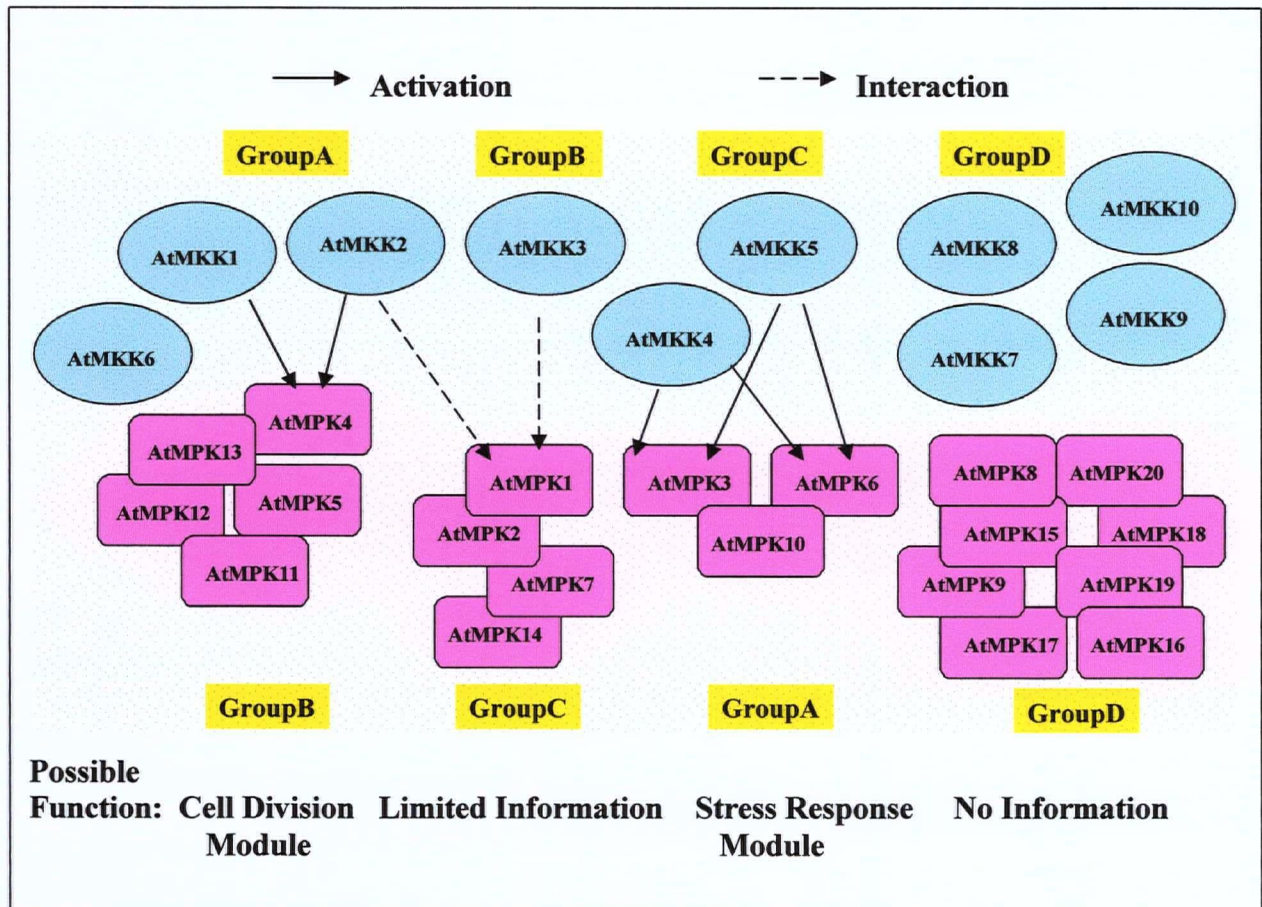 Activation
Interaction
GroupA
GroupB
GroupC
GroupD
AtMKK1
AtMKK2
AtMKK3
AtMKK5
AtMKK8
AtMKK10
AtMKK6
AtMKK4
AtMKK7
AtMKK9
AtMPK4
AtMPK13
AtMPK12
AtMPK5
AtMPK11
AtMPK1
AtMPK2
AtMPK7
AtMPK14
AtMPK3
AtMPK6
AtMPK10
AtMPK8
AtMPK20
AtMPK15
AtMPK18
AtMPK9
AtMPK19
AtMPK17
AtMPK16
GroupB
GroupC
GroupA
GroupD
Possible
Function: Cell Division Limited Information Stress Response No Information
Module Module